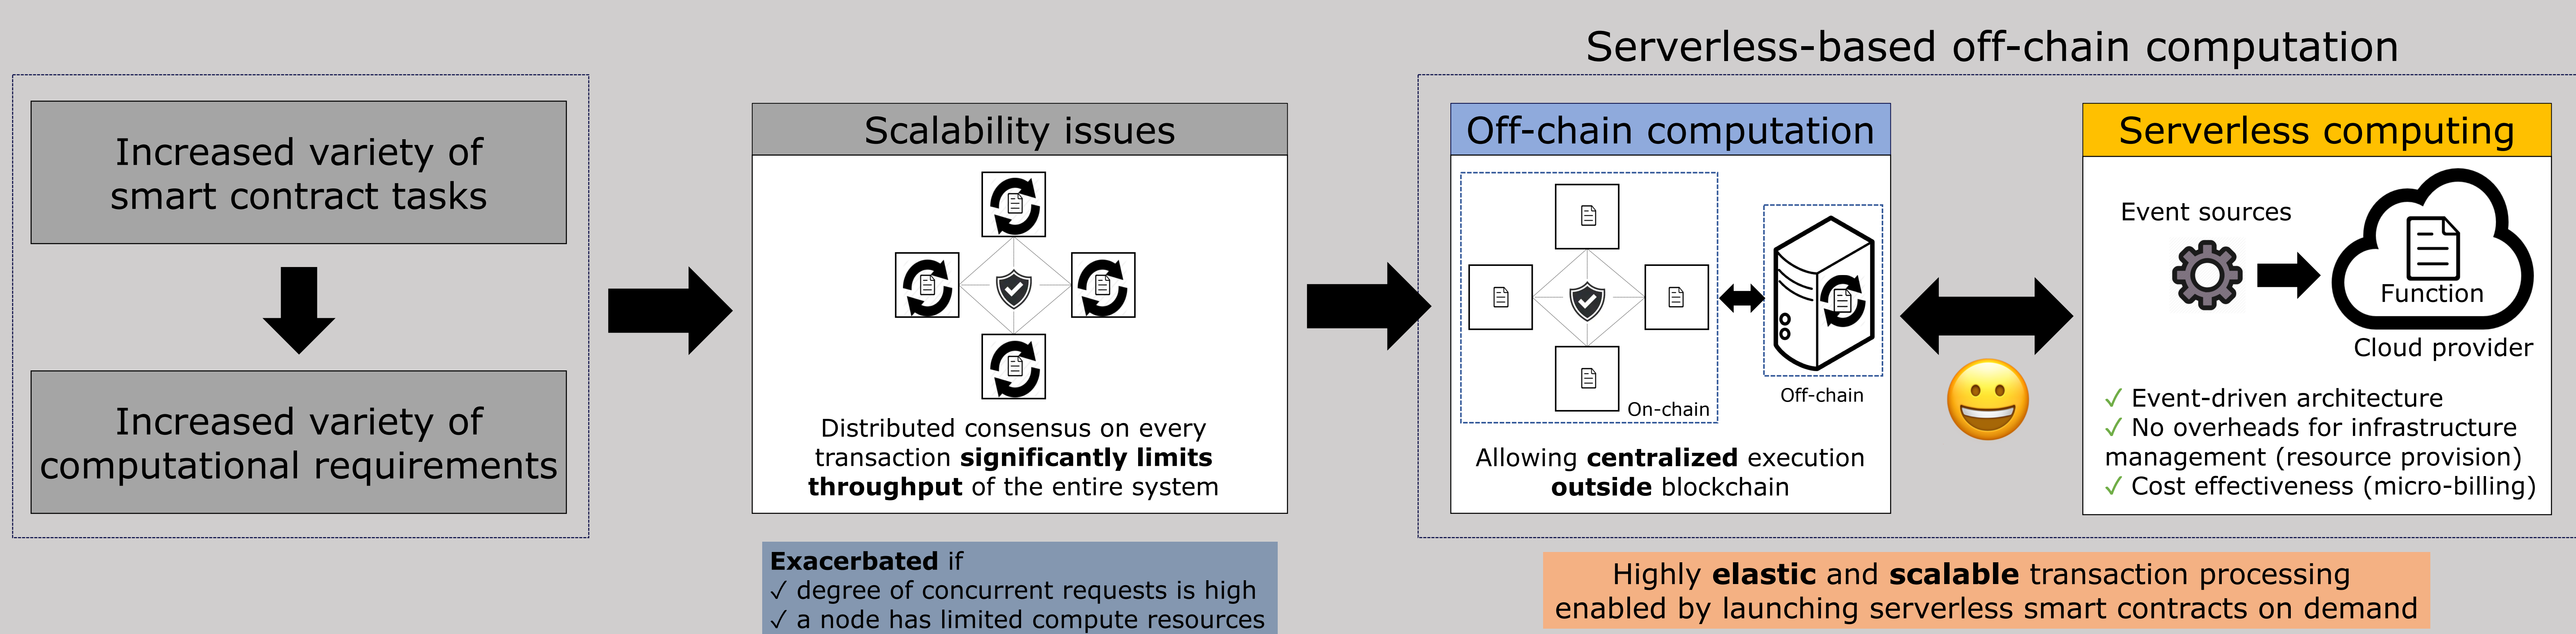 Serverless-based off-chain computation
Increased variety of
smart contract tasks
Increased variety of
computational requirements
Scalability issues
Distributed consensus on every
transaction significantly limits
throughput of the entire system
Exacerbated if
✓ degree of concurrent requests is high
✓ a node has limited compute resources
Off-chain computation
On-chain
Off-chain
Allowing centralized execution
outside blockchain
Serverless computing
Event sources
Function
Cloud provider
✓ Event-driven architecture
✓ No overheads for infrastructure
management (resource provision)
✓ Cost effectiveness (micro-billing)
Highly elastic and scalable transaction processing
enabled by launching serverless smart contracts on demand